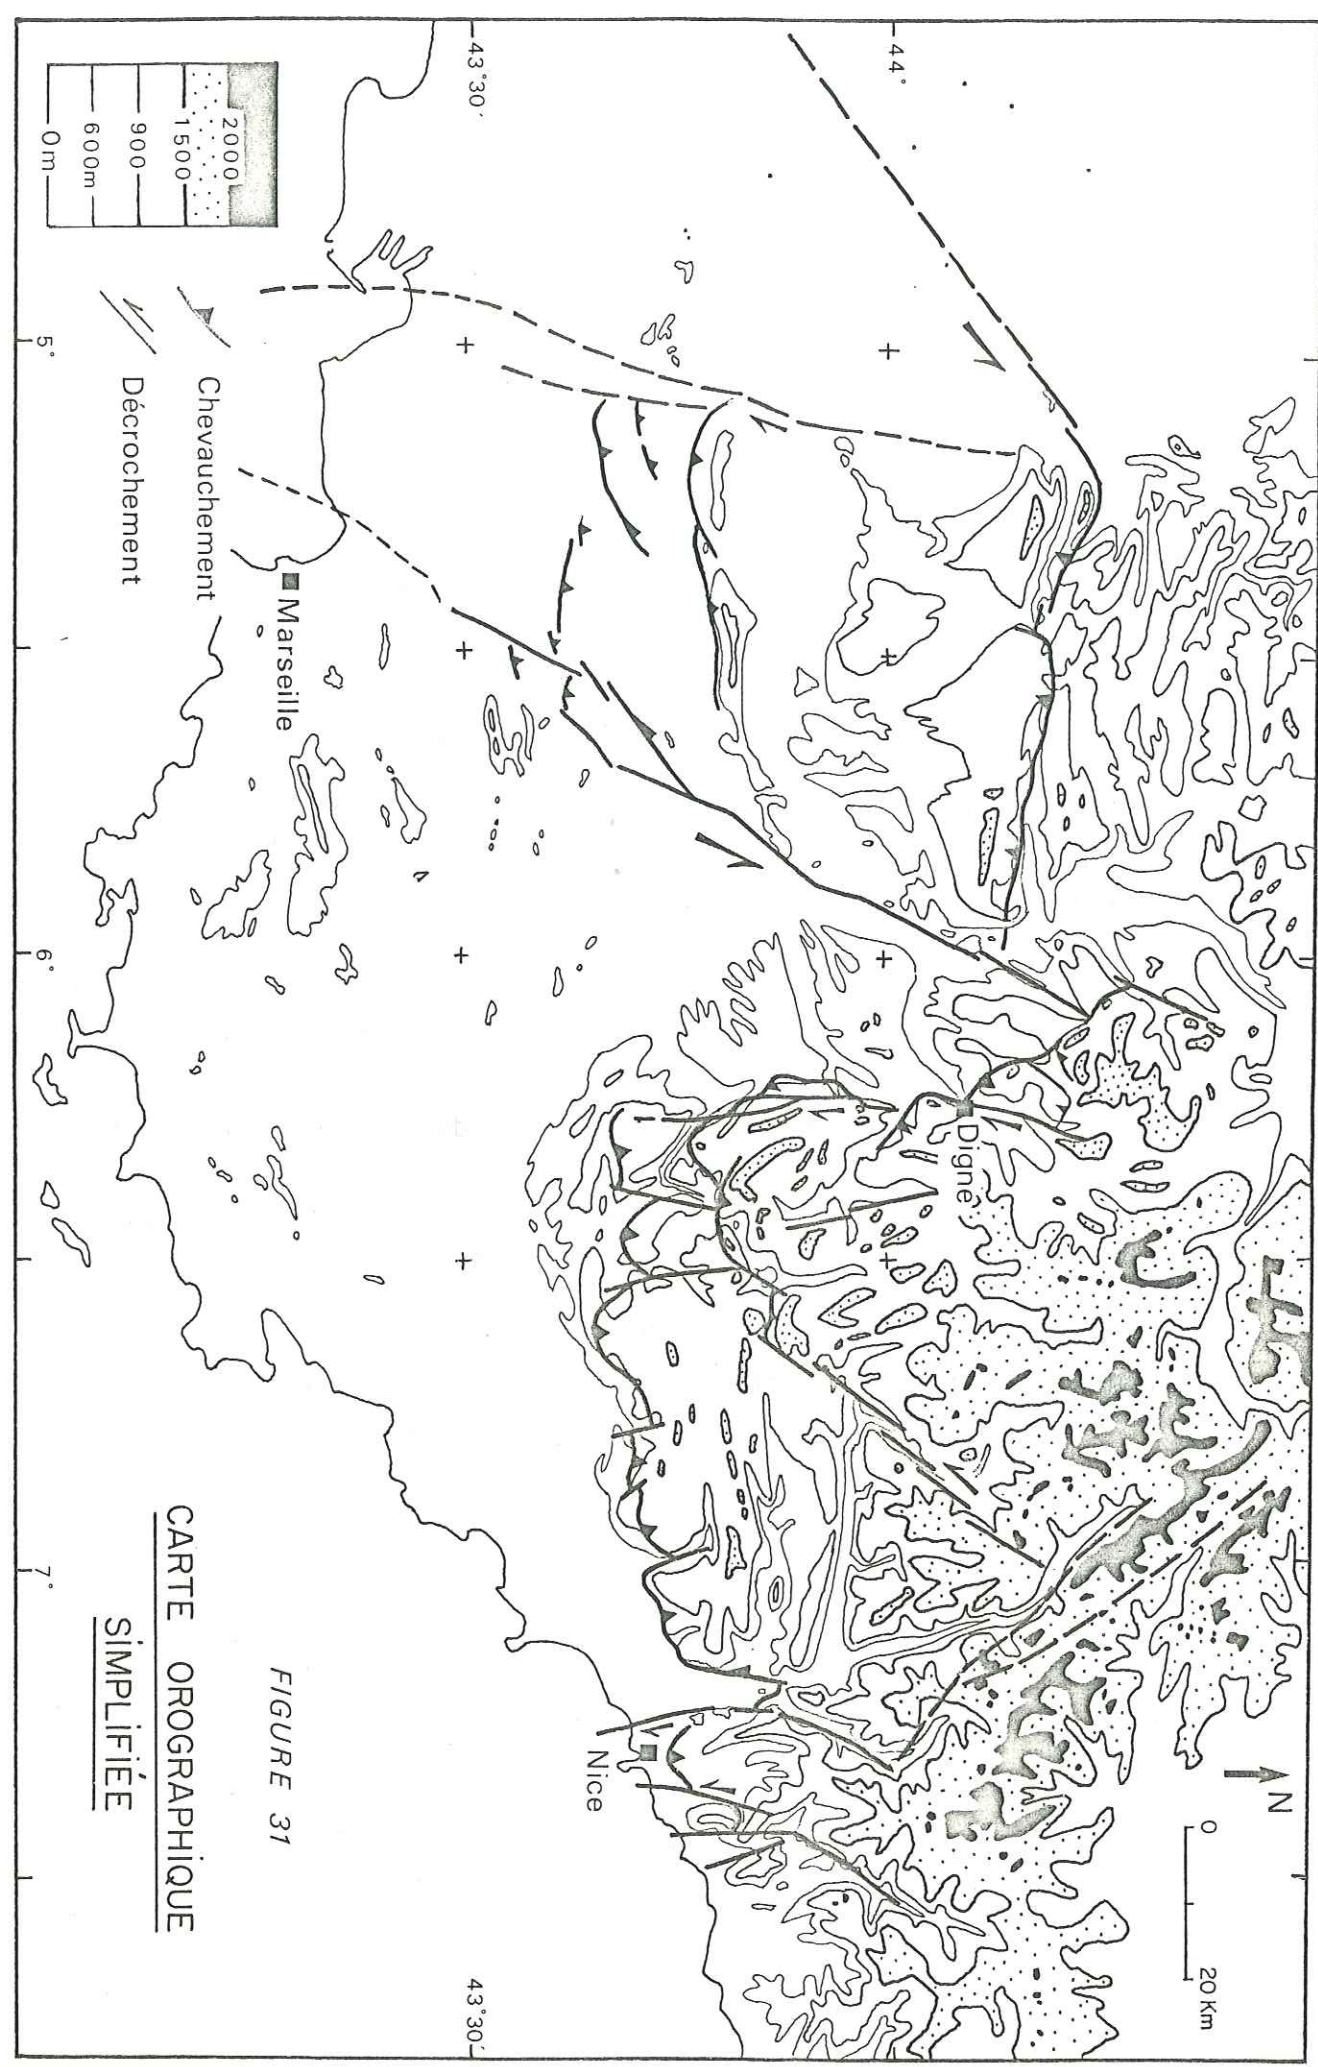 43°30'
44°
2000
1500
900
600m
0m
5°
Chevauchement
Décrochement
Marseille
6°
Digne
7°
Nice
N
0
20 Km
FIGURE 31
CARTE OROGRAPHiQUE
SiMPLiFiÉE
43°30'